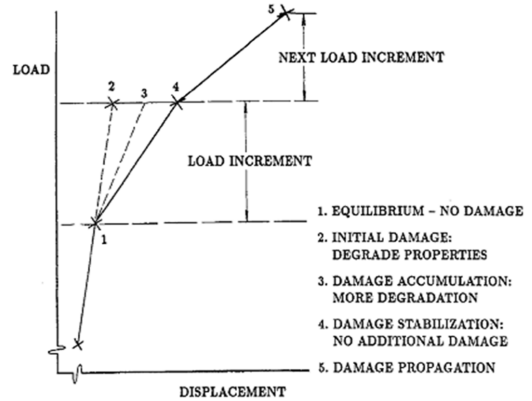 5
LOAD
NEXT LOAD INCREMENT
2
3
4
LOAD INCREMENT
1
1. EQUILIBRIUM – NO DAMAGE
2. INITIAL DAMAGE:
DEGRADE PROPERTIES
3. DAMAGE ACCUMULATION:
MORE DEGRADATION
4. DAMAGE STABILIZATION:
NO ADDITIONAL DAMAGE
5. DAMAGE PROPAGATION
DISPLACEMENT